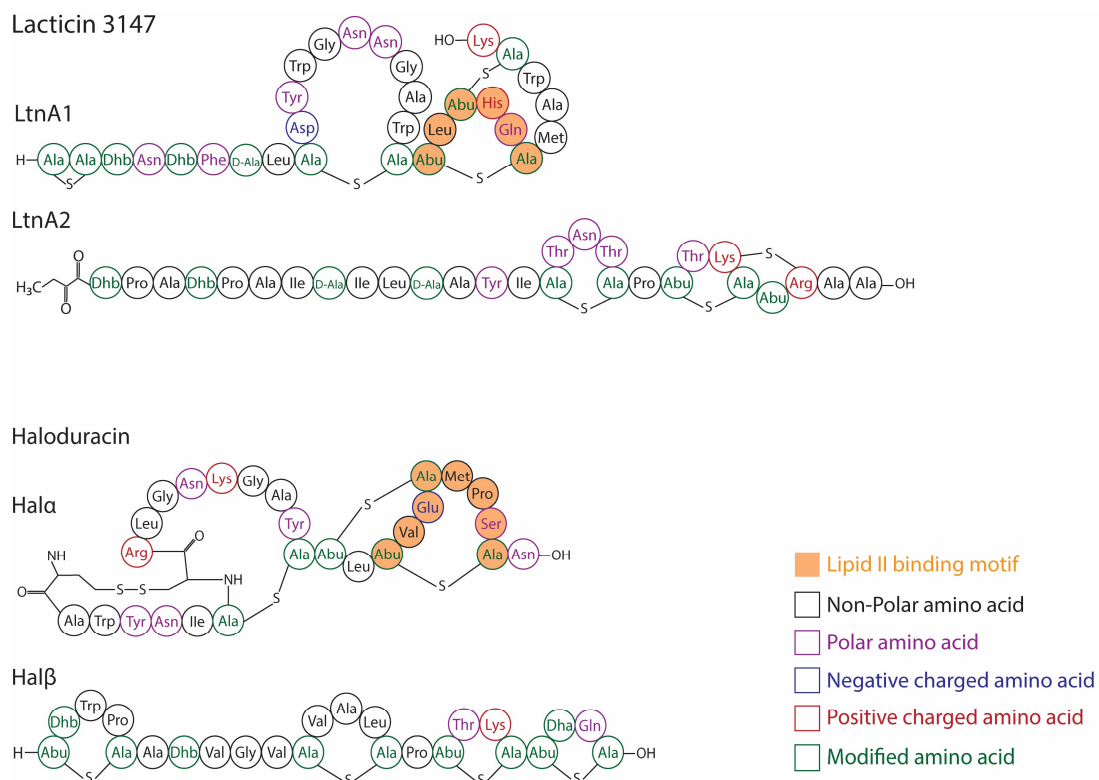 Lacticin 3147
LtnA1
H Ala Ala Dhb Asn Dhb Phe D-Ala Leu Ala Asp Tyr Trp Gly Asn Asn Gly Ala Trp Ala Abu Leu Abu His Gln Ala Met Ala Trp Ala Lys HO
S S S S
LtnA2
O
H3C
O
Dhb Pro Ala Dhb Pro Ala Ile D-Ala Ile Leu D-Ala Ala Tyr Ile Ala Thr Asn Thr Ala Pro Abu Thr Lys Ala Abu Arg Ala Ala OH
S S S
Haloduracin
Halα
NH
O S S O NH
Ala Trp Tyr Asn Ile Ala
Arg Leu Gly Asn Lys Gly Ala Tyr Ala Abu Leu Abu Val Glu Ala Met Pro Ser Ala Asn OH
S S S
Halβ
H Abu Dhb Trp Pro Ala Ala Dhb Val Gly Val Ala Val Ala Leu Ala Pro Abu Thr Lys Ala Abu Dha Gln Ala OH
S S S S
Lipid II binding motif
Non-Polar amino acid
Polar amino acid
Negative charged amino acid
Positive charged amino acid
Modified amino acid